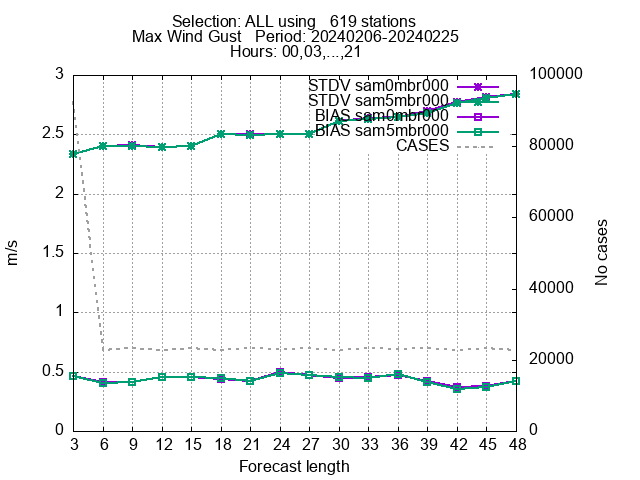 Selection: ALL using   619 stations
Max Wind Gust   Period: 20240206-20240225
Hours: 00,03,...,21
STDV sam0mbr000
STDV sam5mbr000
BIAS sam0mbr000
BIAS sam5mbr000
CASES
3
2.5
2
1.5
1
0.5
0
m/s
100000
80000
60000
40000
20000
0
No cases
3 6 9 12 15 18 21 24 27 30 33 36 39 42 45 48
Forecast length